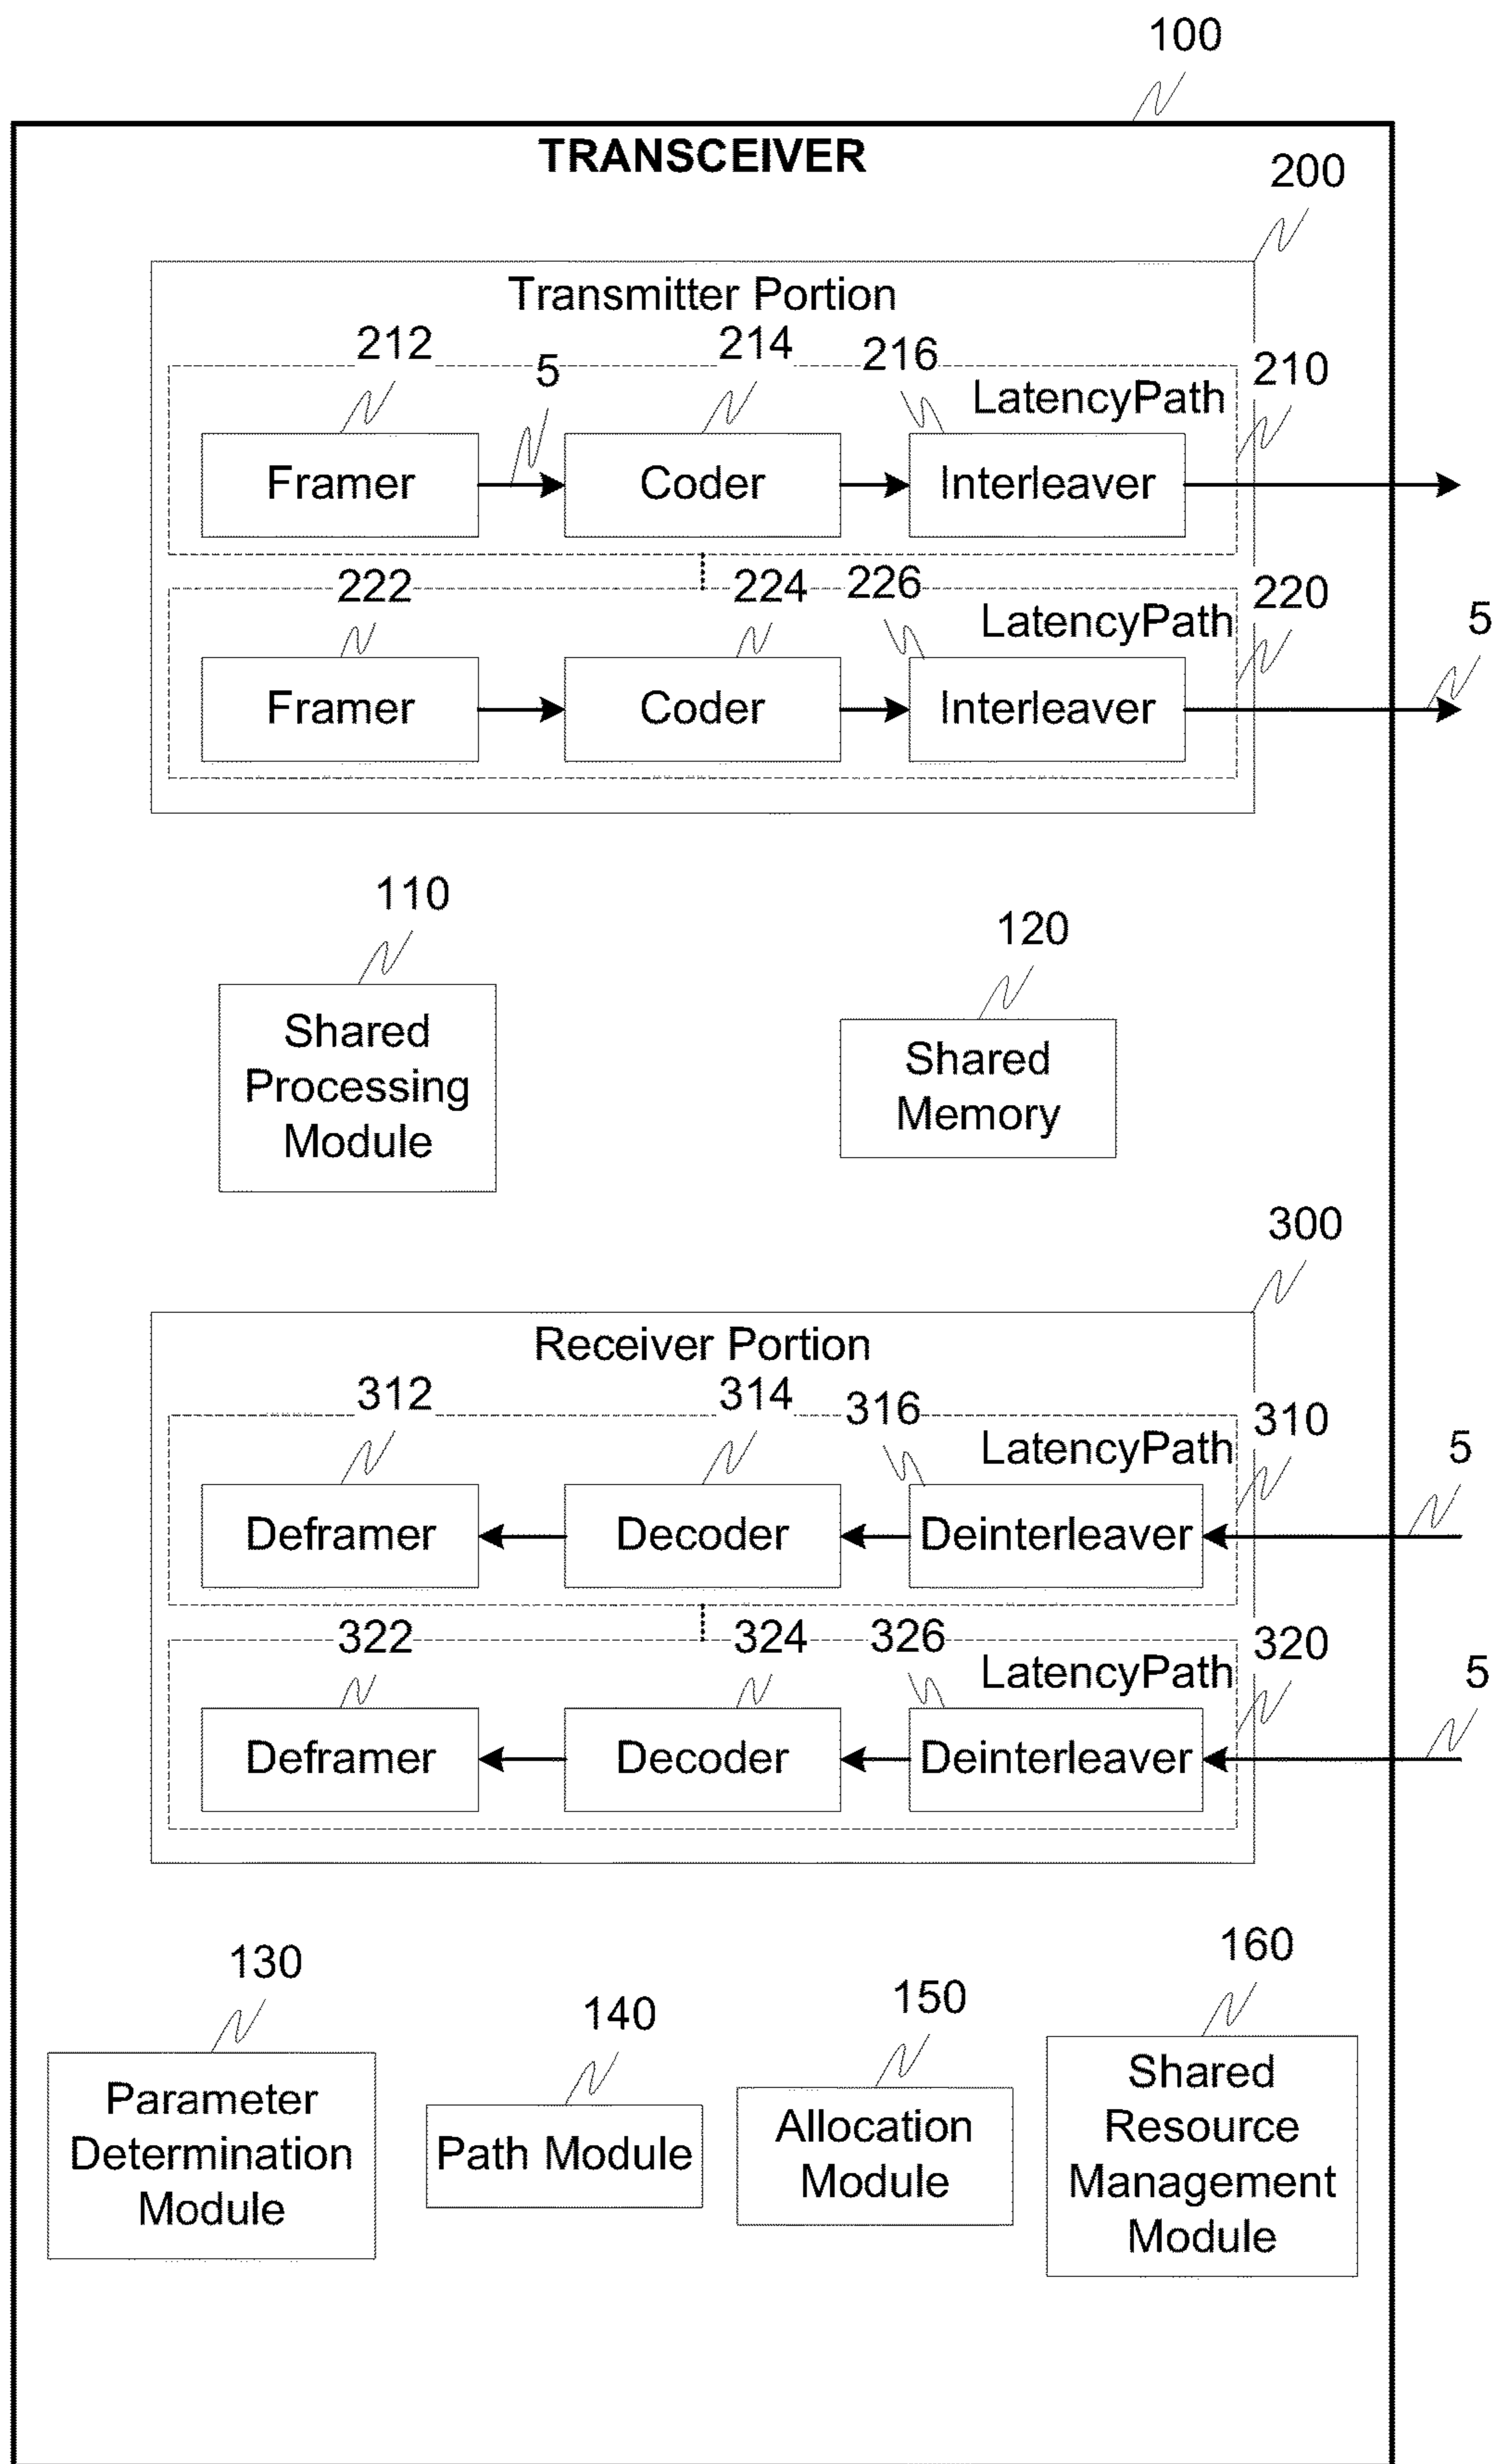 100
TRANSCEIVER
200
Transmitter Portion
212
5
214
216
210
LatencyPath
Framer
Coder
Interleaver
222
224
226
220
LatencyPath
5
Framer
Coder
Interleaver
110
120
Shared
Processing
Module
Shared
Memory
300
Receiver Portion
312
314
316
310
LatencyPath
5
Deframer
Decoder
Deinterleaver
322
324
326
320
LatencyPath
5
Deframer
Decoder
Deinterleaver
130
140
150
160
Parameter
Determination
Module
Path Module
Allocation
Module
Shared
Resource
Management
Module